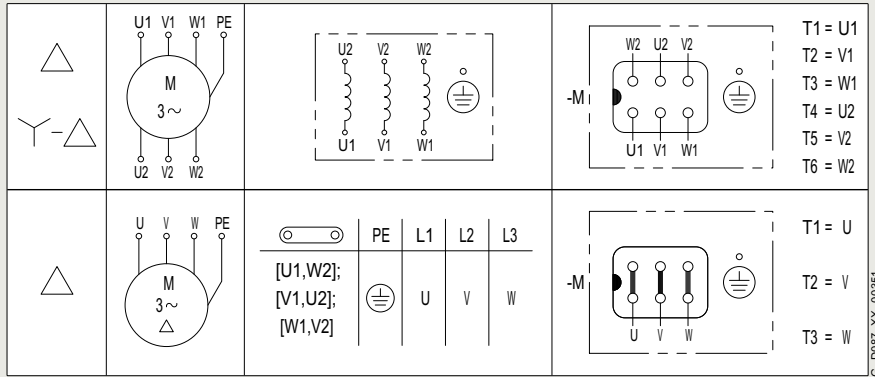 U1 V1 W1 PE
M
3~
U2 V2 W2
U2 V2 W2
U1 V1 W1
W2 U2 V2
-M
U1 V1 W1
T1 = U1
T2 = V1
T3 = W1
T4 = U2
T5 = V2
T6 = W2
U V W PE
M
3~
PE L1 L2 L3
[U1,W2];
[V1,U2];
[W1,V2]
U V W
-M
U V W
T1 = U
T2 = V
T3 = W